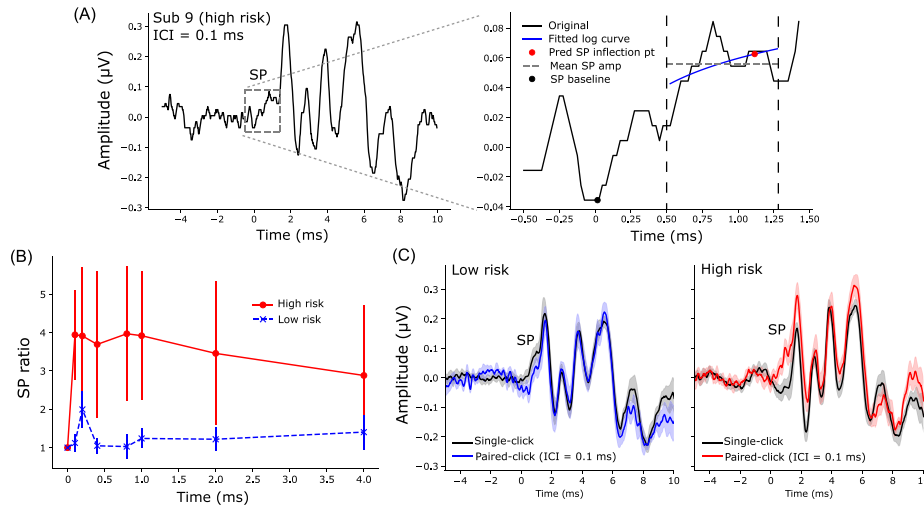 (A)
Sub 9 (high risk)
ICI = 0.1 ms
SP
Amplitude (μV)
0.3
0.2
0.1
0.0
−0.1
−0.2
−0.3
−4 −2 0 2 4 6 8 10
Time (ms)
Original
Fitted log curve
Pred SP inflection pt
Mean SP amp
SP baseline
0.08
0.06
0.04
0.02
0.00
−0.02
−0.04
−0.50 −0.25 0 0.25 0.50 0.75 1.00 1.25 1.50
Time (ms)
(B)
High risk
Low risk
SP ratio
5
4
3
2
1
0.0 0.5 1.0 1.5 2.0 2.5 3.0 3.5 4.0
Time (ms)
(C)
Low risk
SP
Amplitude (μV)
0.3
0.2
0.1
0.0
−0.1
−0.2
−0.3
Single-click
Paired-click (ICI = 0.1 ms)
−4 −2 0 2 4 6 8 10
Time (ms)
High risk
SP
Single-click
Paired-click (ICI = 0.1 ms)
−4 −2 0 2 4 6 8 10
Time (ms)